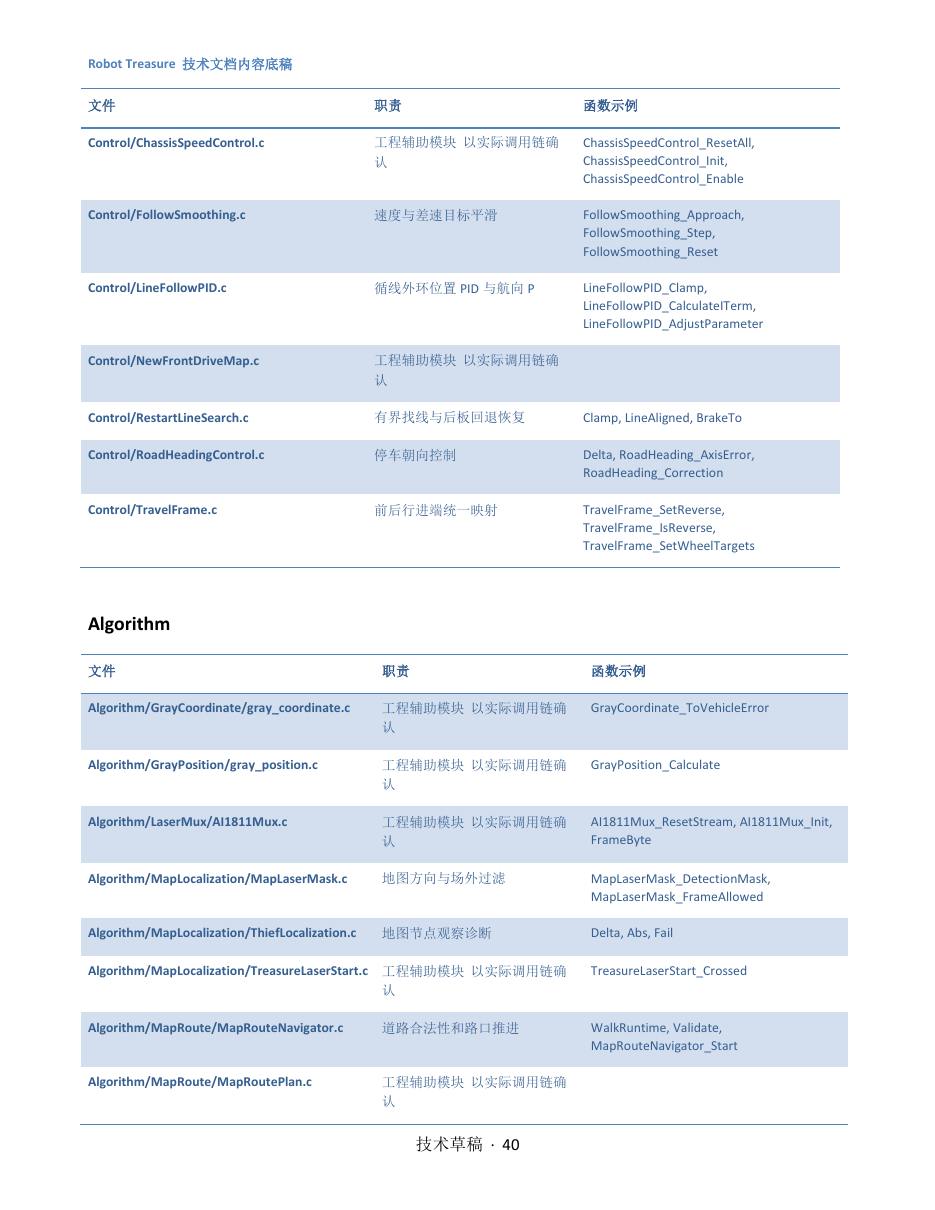 Robot Treasure 技术文档内容底稿
文件 职责 函数示例
Control/ChassisSpeedControl.c 工程辅助模块 以实际调用链确 ChassisSpeedControl_ResetAll,
认 ChassisSpeedControl_Init,
ChassisSpeedControl_Enable
Control/FollowSmoothing.c 速度与差速目标平滑 FollowSmoothing_Approach,
FollowSmoothing_Step,
FollowSmoothing_Reset
Control/LineFollowPID.c 循线外环位置 PID 与航向 P LineFollowPID_Clamp,
LineFollowPID_CalculateITerm,
LineFollowPID_AdjustParameter
Control/NewFrontDriveMap.c 工程辅助模块 以实际调用链确
认
Control/RestartLineSearch.c 有界找线与后板回退恢复 Clamp, LineAligned, BrakeTo
Control/RoadHeadingControl.c 停车朝向控制 Delta, RoadHeading_AxisError,
RoadHeading_Correction
Control/TravelFrame.c 前后行进端统一映射 TravelFrame_SetReverse,
TravelFrame_IsReverse,
TravelFrame_SetWheelTargets
Algorithm
文件 职责 函数示例
Algorithm/GrayCoordinate/gray_coordinate.c 工程辅助模块 以实际调用链确 GrayCoordinate_ToVehicleError
认
Algorithm/GrayPosition/gray_position.c 工程辅助模块 以实际调用链确 GrayPosition_Calculate
认
Algorithm/LaserMux/AI1811Mux.c 工程辅助模块 以实际调用链确 AI1811Mux_ResetStream, AI1811Mux_Init,
认 FrameByte
Algorithm/MapLocalization/MapLaserMask.c 地图方向与场外过滤 MapLaserMask_DetectionMask,
MapLaserMask_FrameAllowed
Algorithm/MapLocalization/ThiefLocalization.c 地图节点观察诊断 Delta, Abs, Fail
Algorithm/MapLocalization/TreasureLaserStart.c 工程辅助模块 以实际调用链确 TreasureLaserStart_Crossed
认
Algorithm/MapRoute/MapRouteNavigator.c 道路合法性和路口推进 WalkRuntime, Validate,
MapRouteNavigator_Start
Algorithm/MapRoute/MapRoutePlan.c 工程辅助模块 以实际调用链确
认
技术草稿 · 40